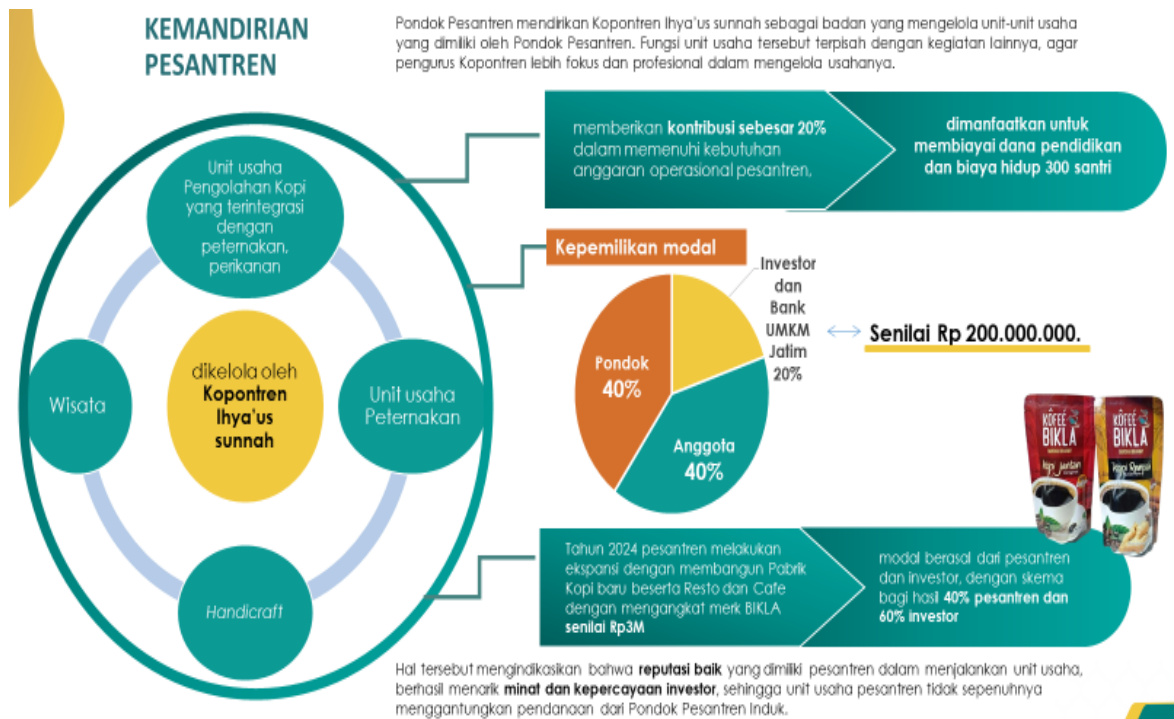 KEMANDIRIAN
PESANTREN
Pondok Pesantren mendirikan Kopontren Ihya'us sunnah sebagai badan yang mengelola unit-unit usaha
yang dimiliki oleh Pondok Pesantren. Fungsi unit usaha tersebut terpisah dengan kegiatan lainnya, agar
pengurus Kopontren lebih fokus dan profesional dalam mengelola usahanya.
Unit usaha
Pengolahan Kopi
yang terintegrasi
dengan
peternakan,
perikanan
Wisata
dikelola oleh
Kopontren
Ihya'us
sunnah
Unit usaha
Peternakan
Handicraft
memberikan kontribusi sebesar 20%
dalam memenuhi kebutuhan
anggaran operasional pesantren,
dimanfaatkan untuk
membiayai dana pendidikan
dan biaya hidup 300 santri
Kepemilikan modal
Investor
dan
Bank
UMKM
Jatim
20%
Pondok
40%
Anggota
40%
Senilai Rp 200.000.000.
KOFEE
BIKLA
kopi jantan
KOFEE
BIKLA
kopi Rempah
Tahun 2024 pesantren melakukan
ekspansi dengan membangun Pabrik
Kopi baru beserta Resto dan Cafe
dengan mengangkat merk BIKLA
senilai Rp3M
modal berasal dari pesantren
dan investor, dengan skema
bagi hasil 40% pesantren dan
60% investor
Hal tersebut mengindikasikan bahwa reputasi baik yang dimiliki pesantren dalam menjalankan unit usaha,
berhasil menarik minat dan kepercayaan investor, sehingga unit usaha pesantren tidak sepenuhnya
menggantungkan pendanaan dari Pondok Pesantren Induk.